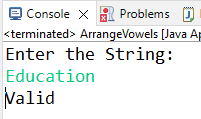 Console Problems
<terminated> ArrangeVowels [Java Ap
Enter the String:
Education
Valid